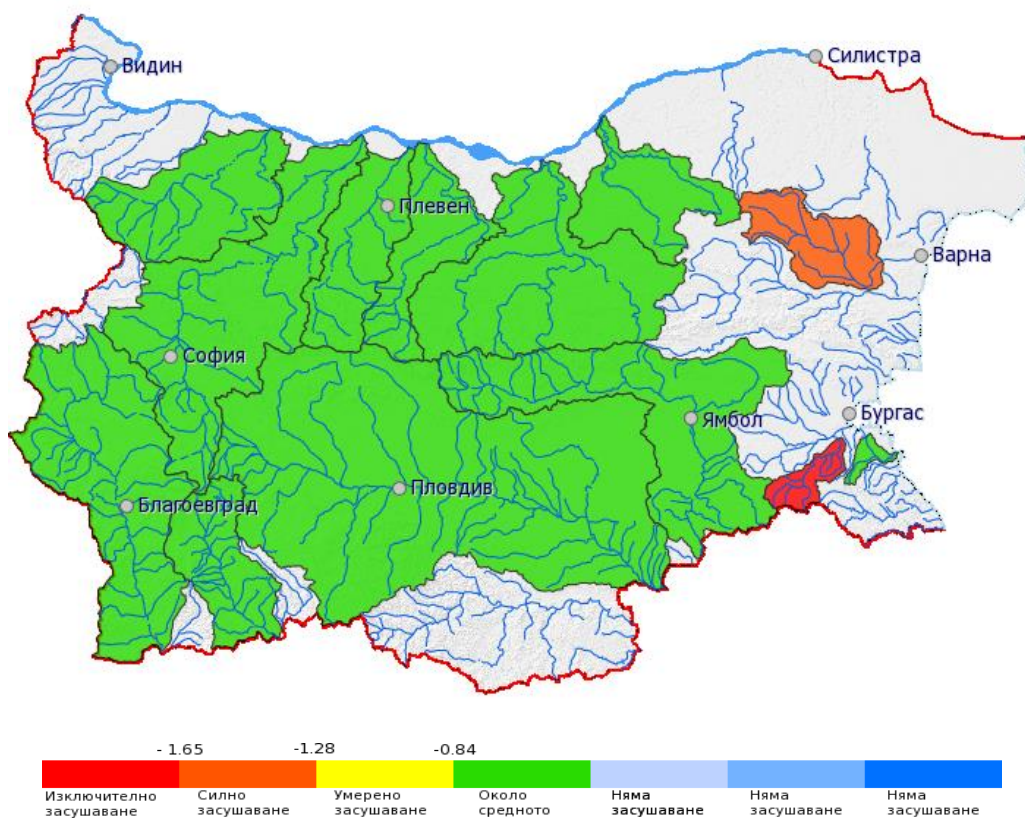 Видин
Силистра
Плевен
Варна
София
Ямбол
Бургас
Пловдив
Благоевград
- 1.65
-1.28
-0.84
Изключително
засушаване
Силно
засушаване
Умерено
засушаване
Около
средното
Няма
засушаване
Няма
засушаване
Няма
засушаване